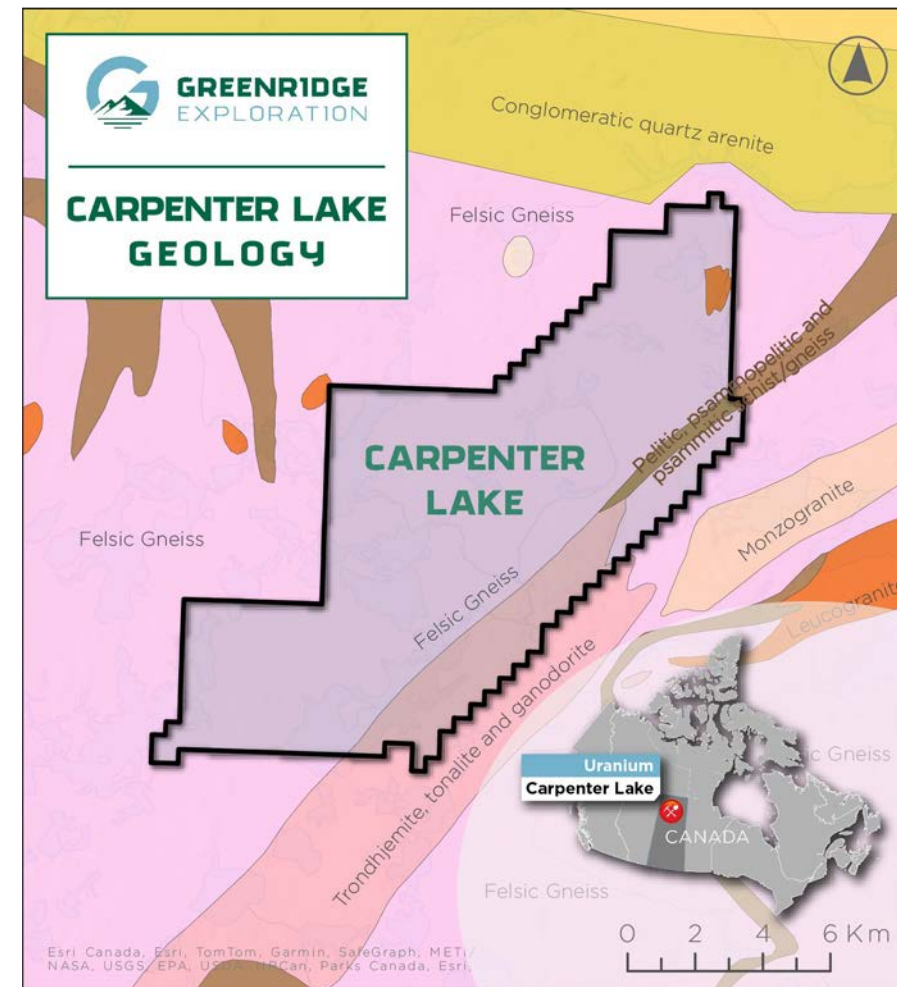 GREENRIDGE
EXPLORATION
CARPENTER LAKE
GEOLOGY
Conglomeratic quartz arenite
Felsic Gneiss
Pelitic, psammopelitic and
psammitic schist/gneiss
CARPENTER
LAKE
Monzogranite
Felsic Gneiss
Felsic Gneiss
Leucogranite
Trondhjemite, tonalite and ganodorite
Uranium
Carpenter Lake
CANADA
sic Gneiss
Felsic Gneiss
0 2 4 6 Km
Esri Canada, Esri, TomTom, Garmin, SafeGraph, METI/
NASA, USGS, EPA, USDA, NRCan, Parks Canada, Esri,